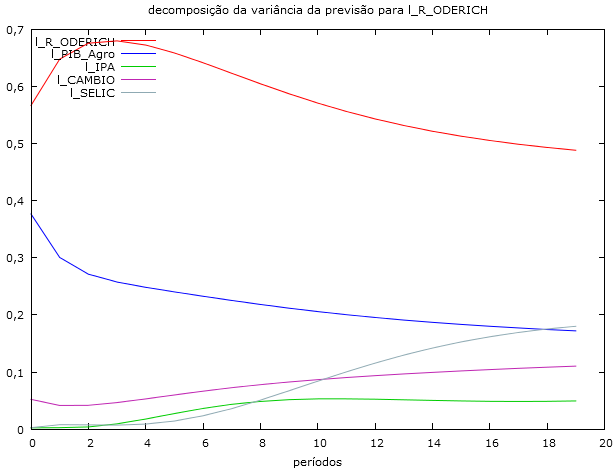 decomposição da variância da previsão para l_R_ODERICH
0,7
0,6
0,5
0,4
0,3
0,2
0,1
0
l_R_ODERICH
l_PIB_Agro
l_IPA
l_CAMBIO
l_SELIC
0 2 4 6 8 10 12 14 16 18 20
períodos